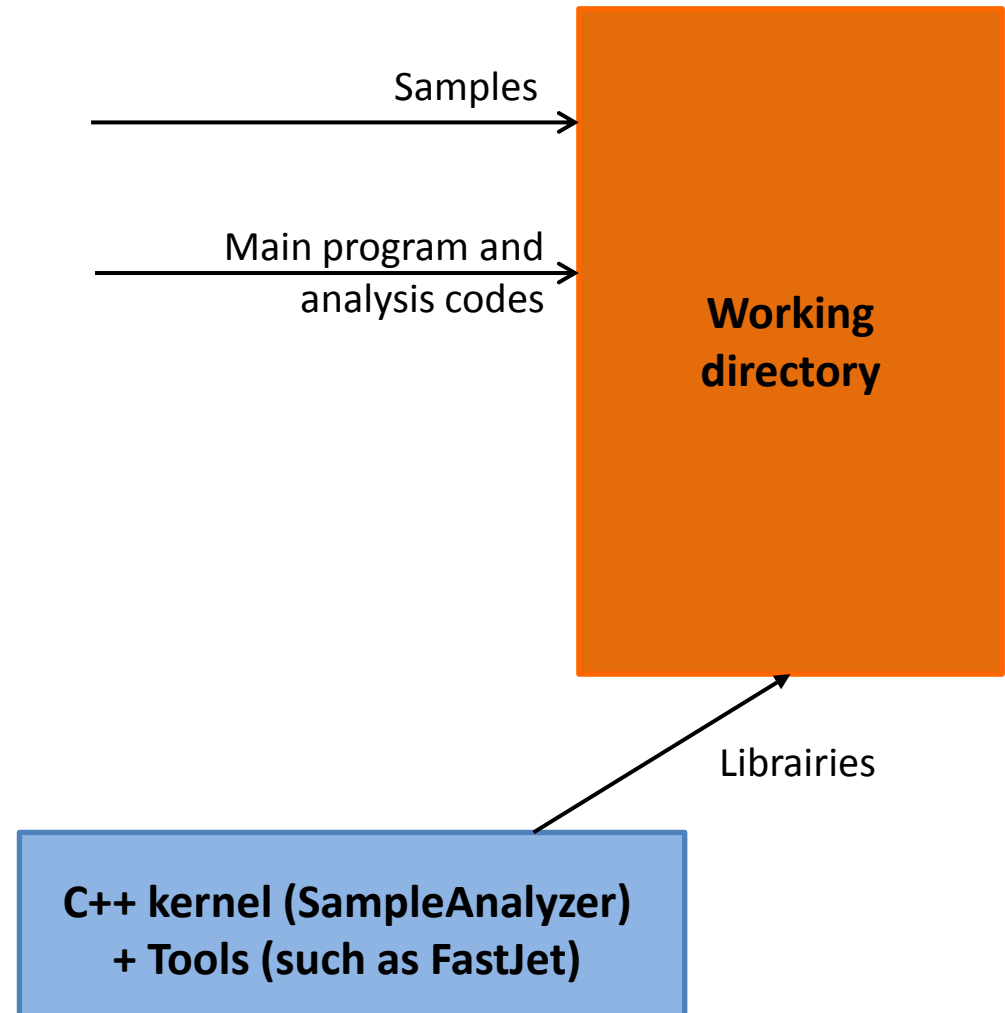 Samples
Main program and
analysis codes
Working
directory
Librairies
C++ kernel (SampleAnalyzer)
+ Tools (such as FastJet)